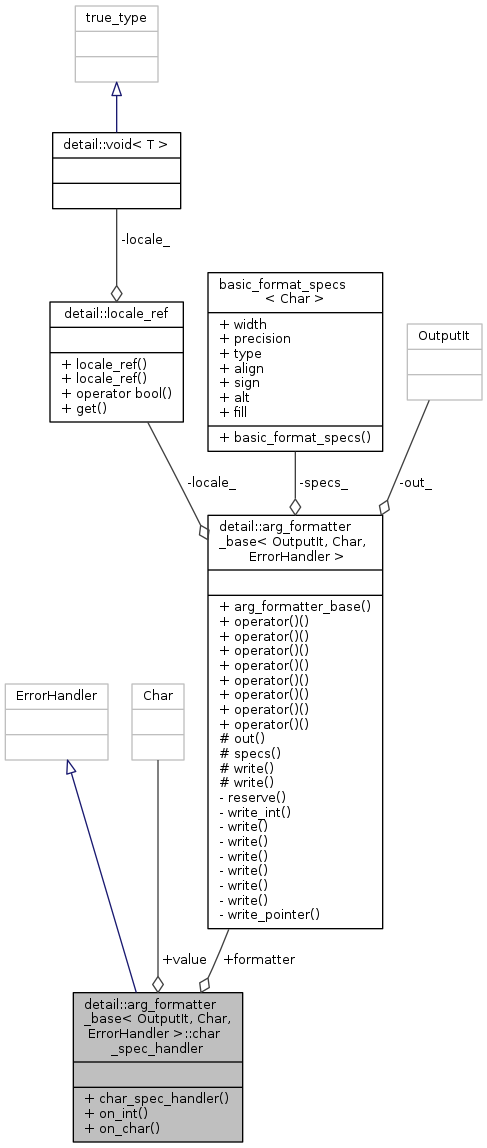 true_type
detail::void< T >
-locale_
detail::locale_ref
+ locale_ref()
+ locale_ref()
+ operator bool()
+ get()
basic_format_specs
< Char >
+ width
+ precision
+ type
+ align
+ sign
+ alt
+ fill
+ basic_format_specs()
OutputIt
-locale_
-specs_
-out_
detail::arg_formatter
_base< OutputIt, Char,
ErrorHandler >
+ arg_formatter_base()
+ operator()()
+ operator()()
+ operator()()
+ operator()()
+ operator()()
+ operator()()
+ operator()()
+ operator()()
# out()
# specs()
# write()
# write()
- reserve()
- write_int()
- write()
- write()
- write()
- write()
- write()
- write()
- write_pointer()
ErrorHandler
Char
+value
+formatter
detail::arg_formatter
_base< OutputIt, Char,
ErrorHandler >::char
_spec_handler
+ char_spec_handler()
+ on_int()
+ on_char()